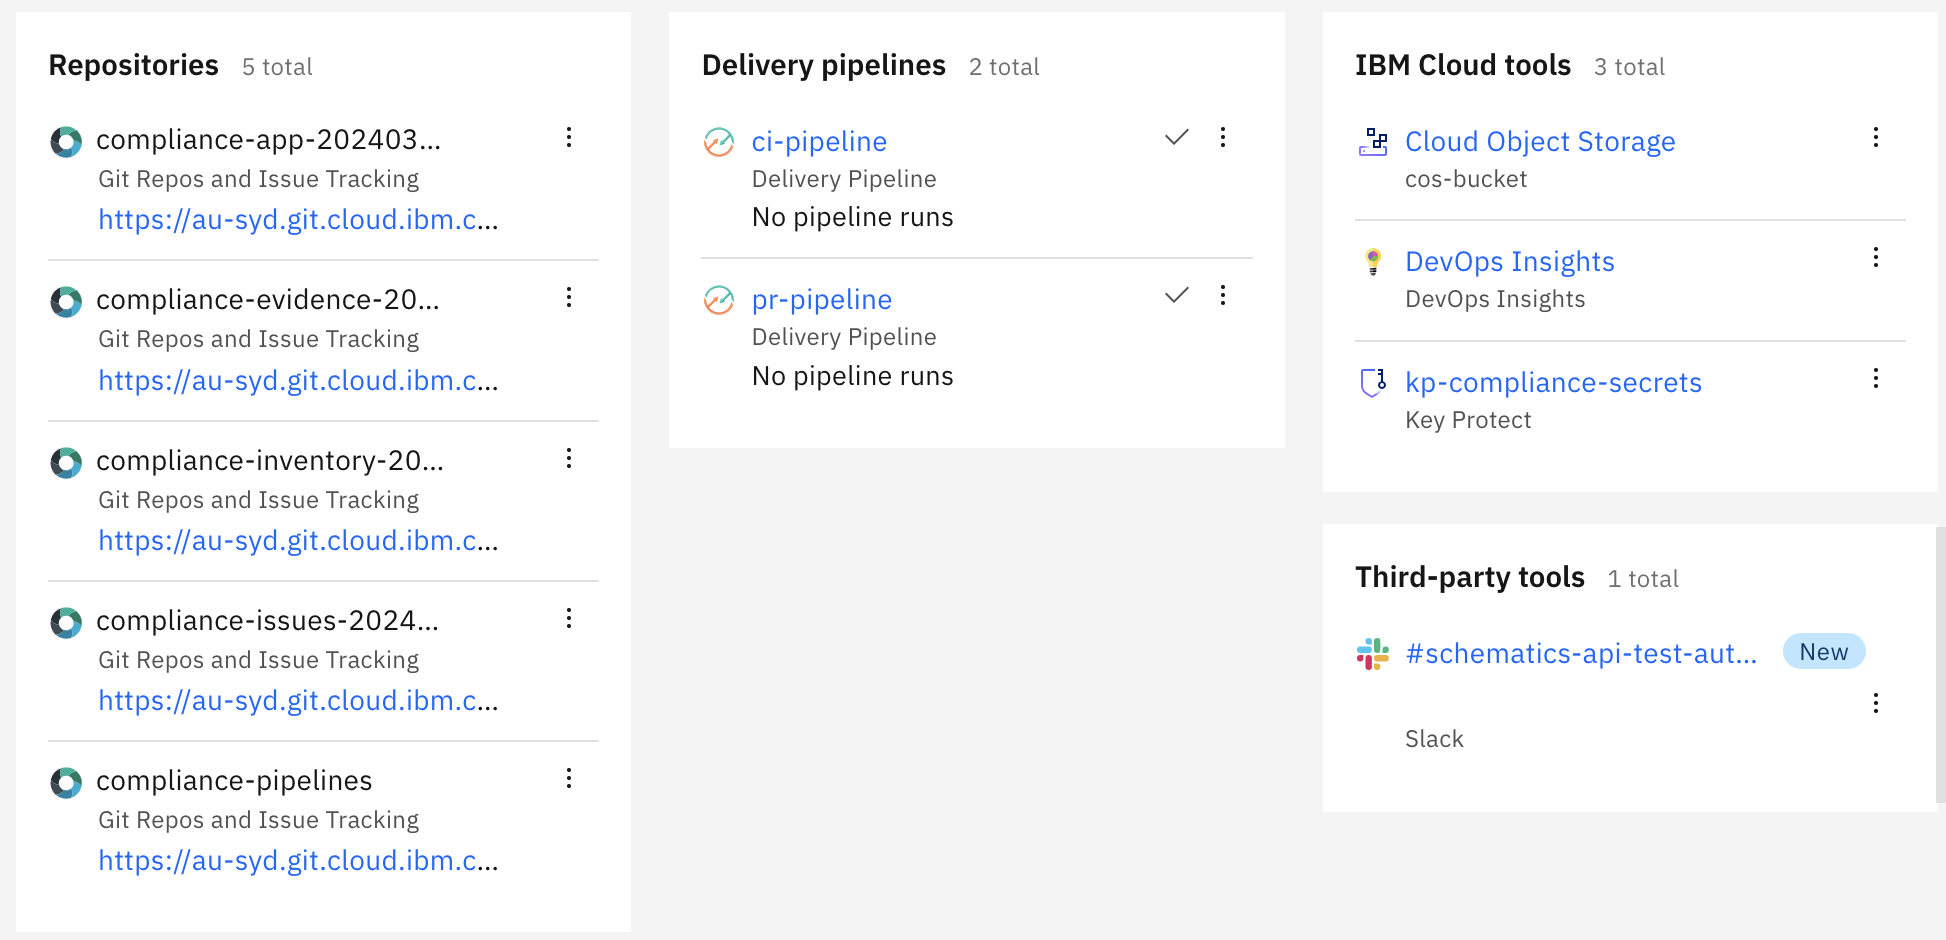 Repositories 5 total
compliance-app-202403...
Git Repos and Issue Tracking
https://au-syd.git.cloud.ibm.c...
compliance-evidence-20...
Git Repos and Issue Tracking
https://au-syd.git.cloud.ibm.c...
compliance-inventory-20...
Git Repos and Issue Tracking
https://au-syd.git.cloud.ibm.c...
compliance-issues-2024...
Git Repos and Issue Tracking
https://au-syd.git.cloud.ibm.c...
compliance-pipelines
Git Repos and Issue Tracking
https://au-syd.git.cloud.ibm.c...
Delivery pipelines 2 total
ci-pipeline
Delivery Pipeline
No pipeline runs
pr-pipeline
Delivery Pipeline
No pipeline runs
IBM Cloud tools 3 total
Cloud Object Storage
cos-bucket
DevOps Insights
DevOps Insights
kp-compliance-secrets
Key Protect
Third-party tools 1 total
#schematics-api-test-aut... New
Slack